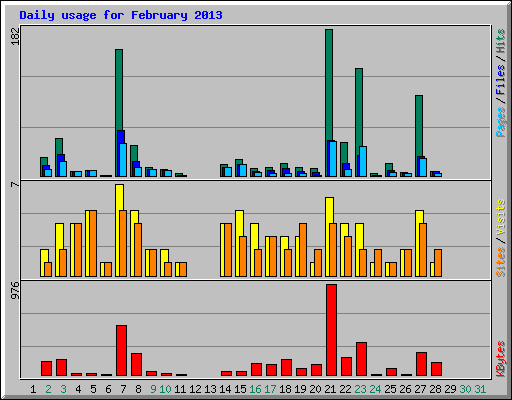 Daily usage for February 2013
182
Pages / Files / Hits
7
Sites / Visits
976
KBytes
1 2 3 4 5 6 7 8 9 10 11 12 13 14 15 16 17 18 19 20 21 22 23 24 25 26 27 28 29 30 31